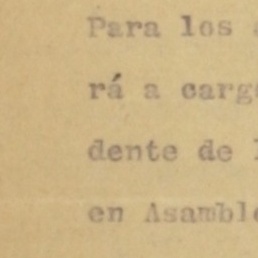 Para los
rá a carg
dente de
en Asamble